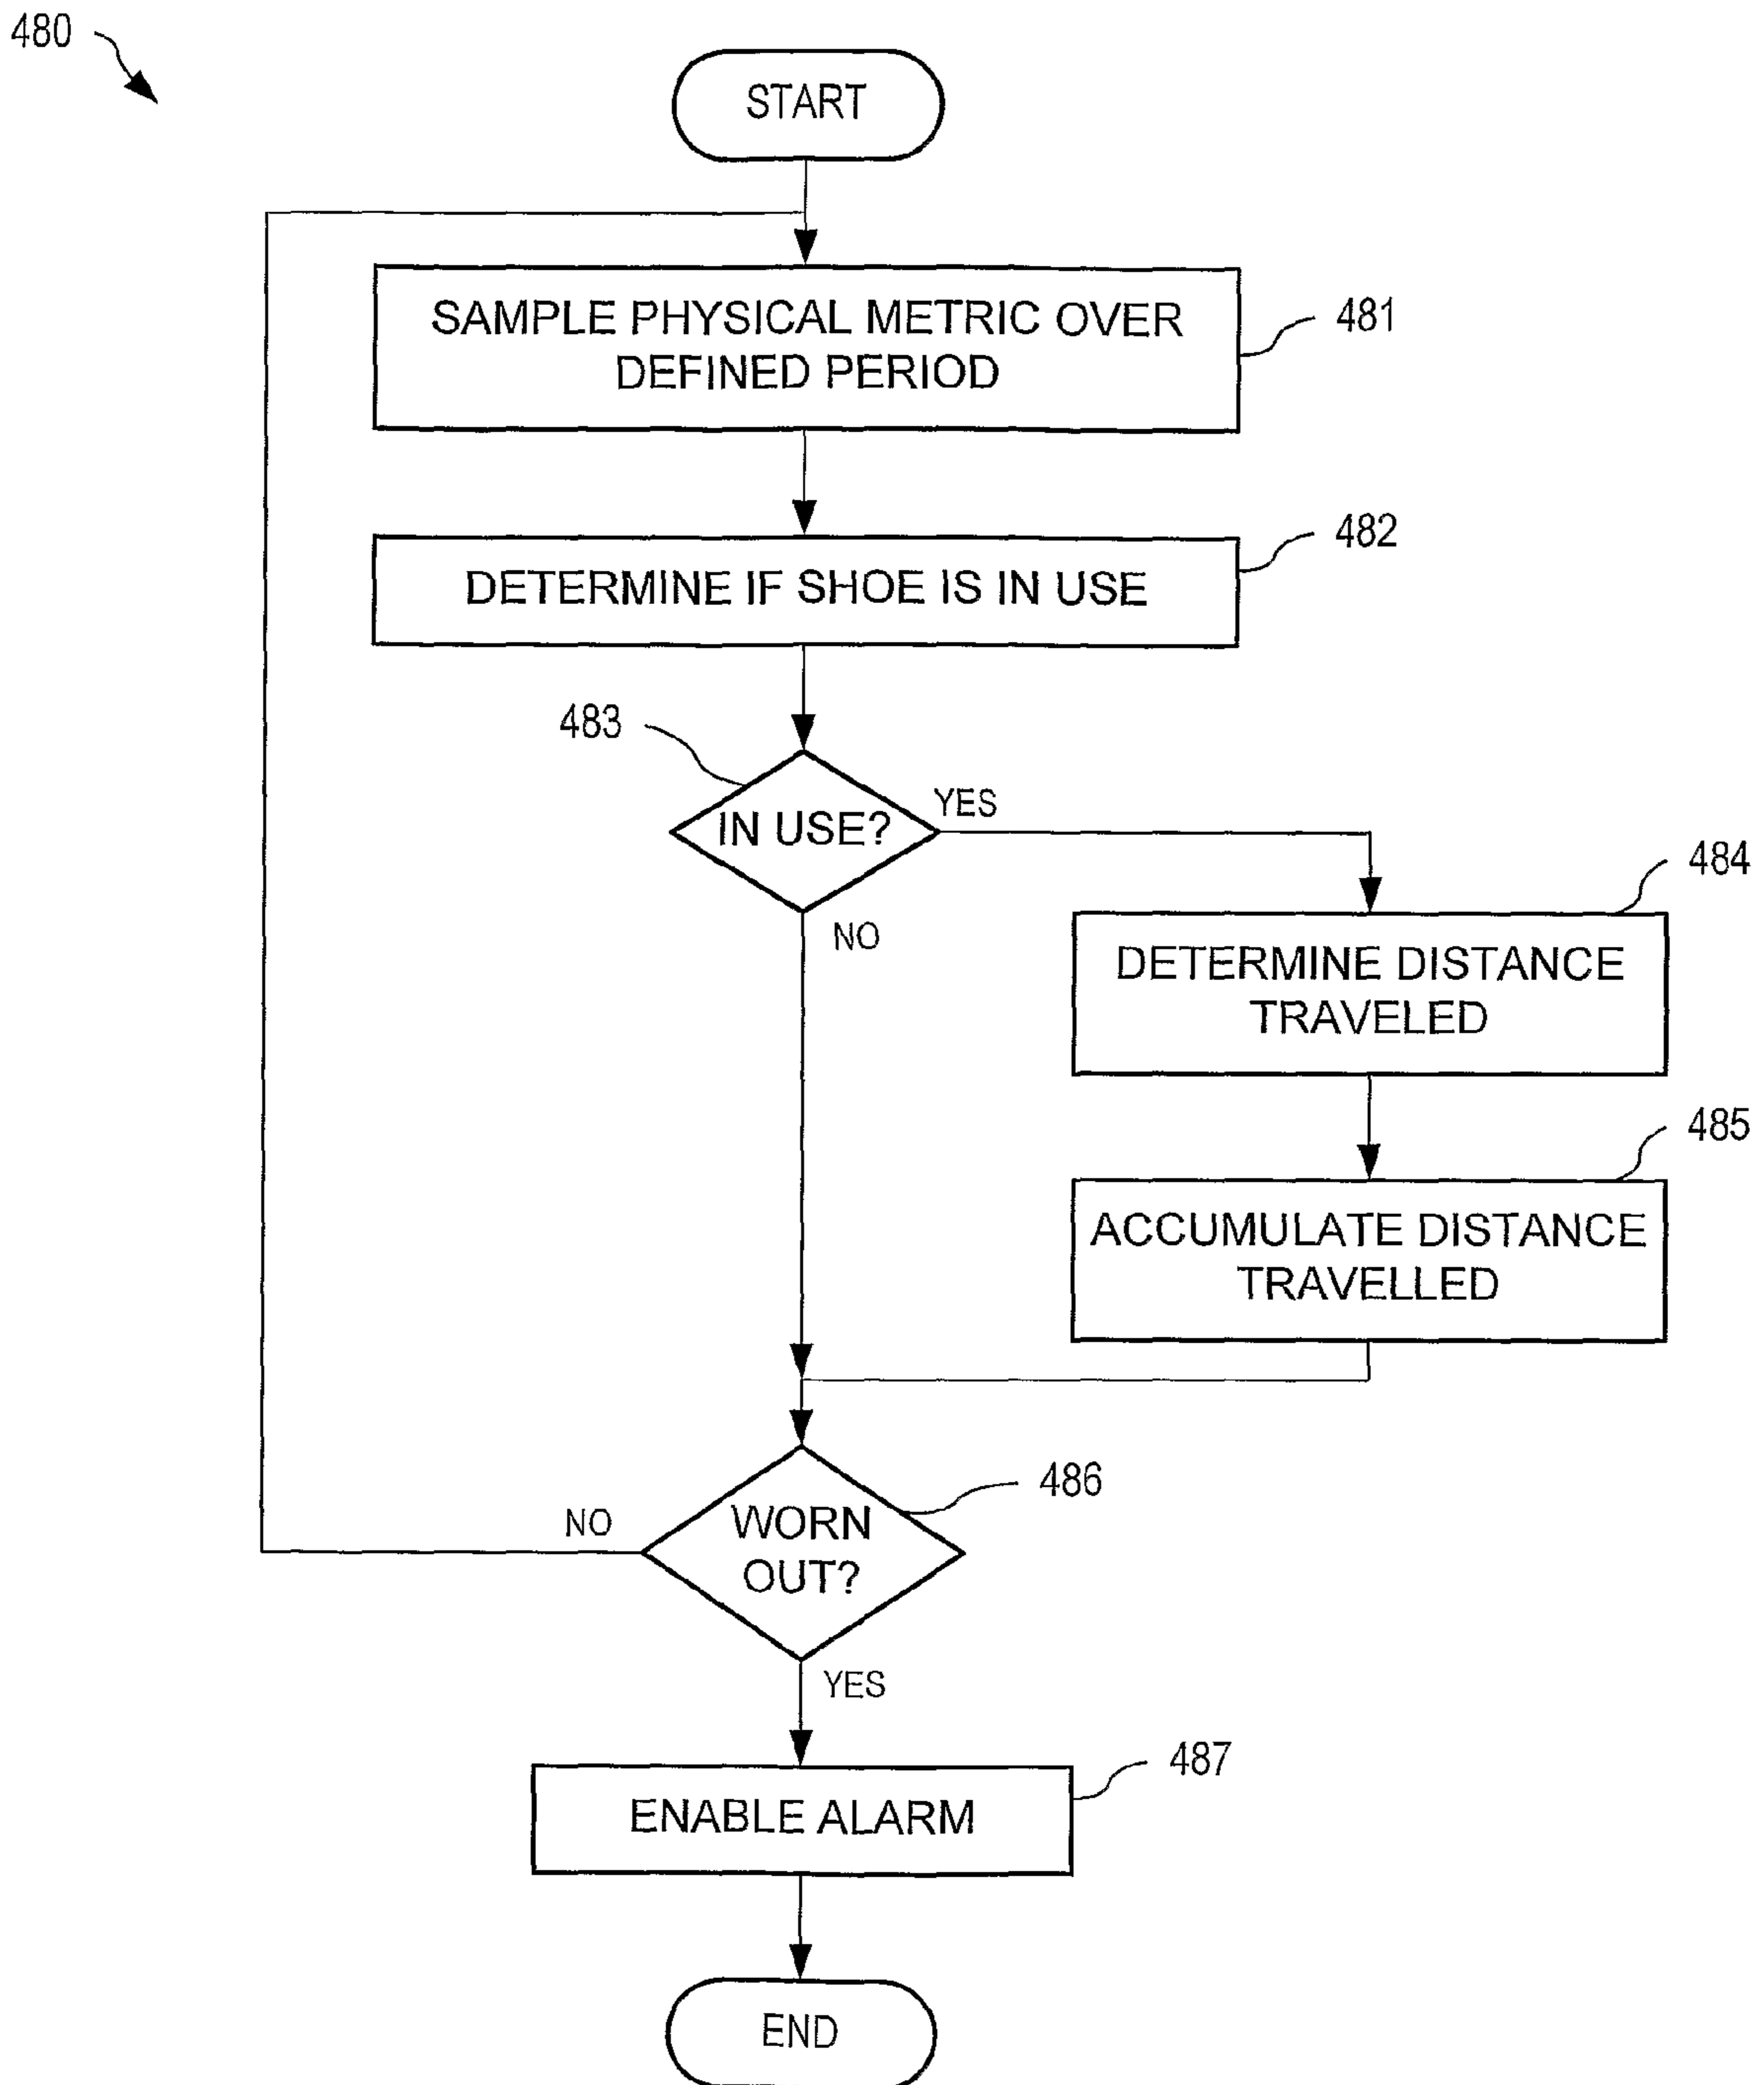 480
START
SAMPLE PHYSICAL METRIC OVER
DEFINED PERIOD
481
DETERMINE IF SHOE IS IN USE
482
483
IN USE?
YES
NO
484
DETERMINE DISTANCE
TRAVELED
485
ACCUMULATE DISTANCE
TRAVELLED
486
WORN
OUT?
NO
YES
487
ENABLE ALARM
END